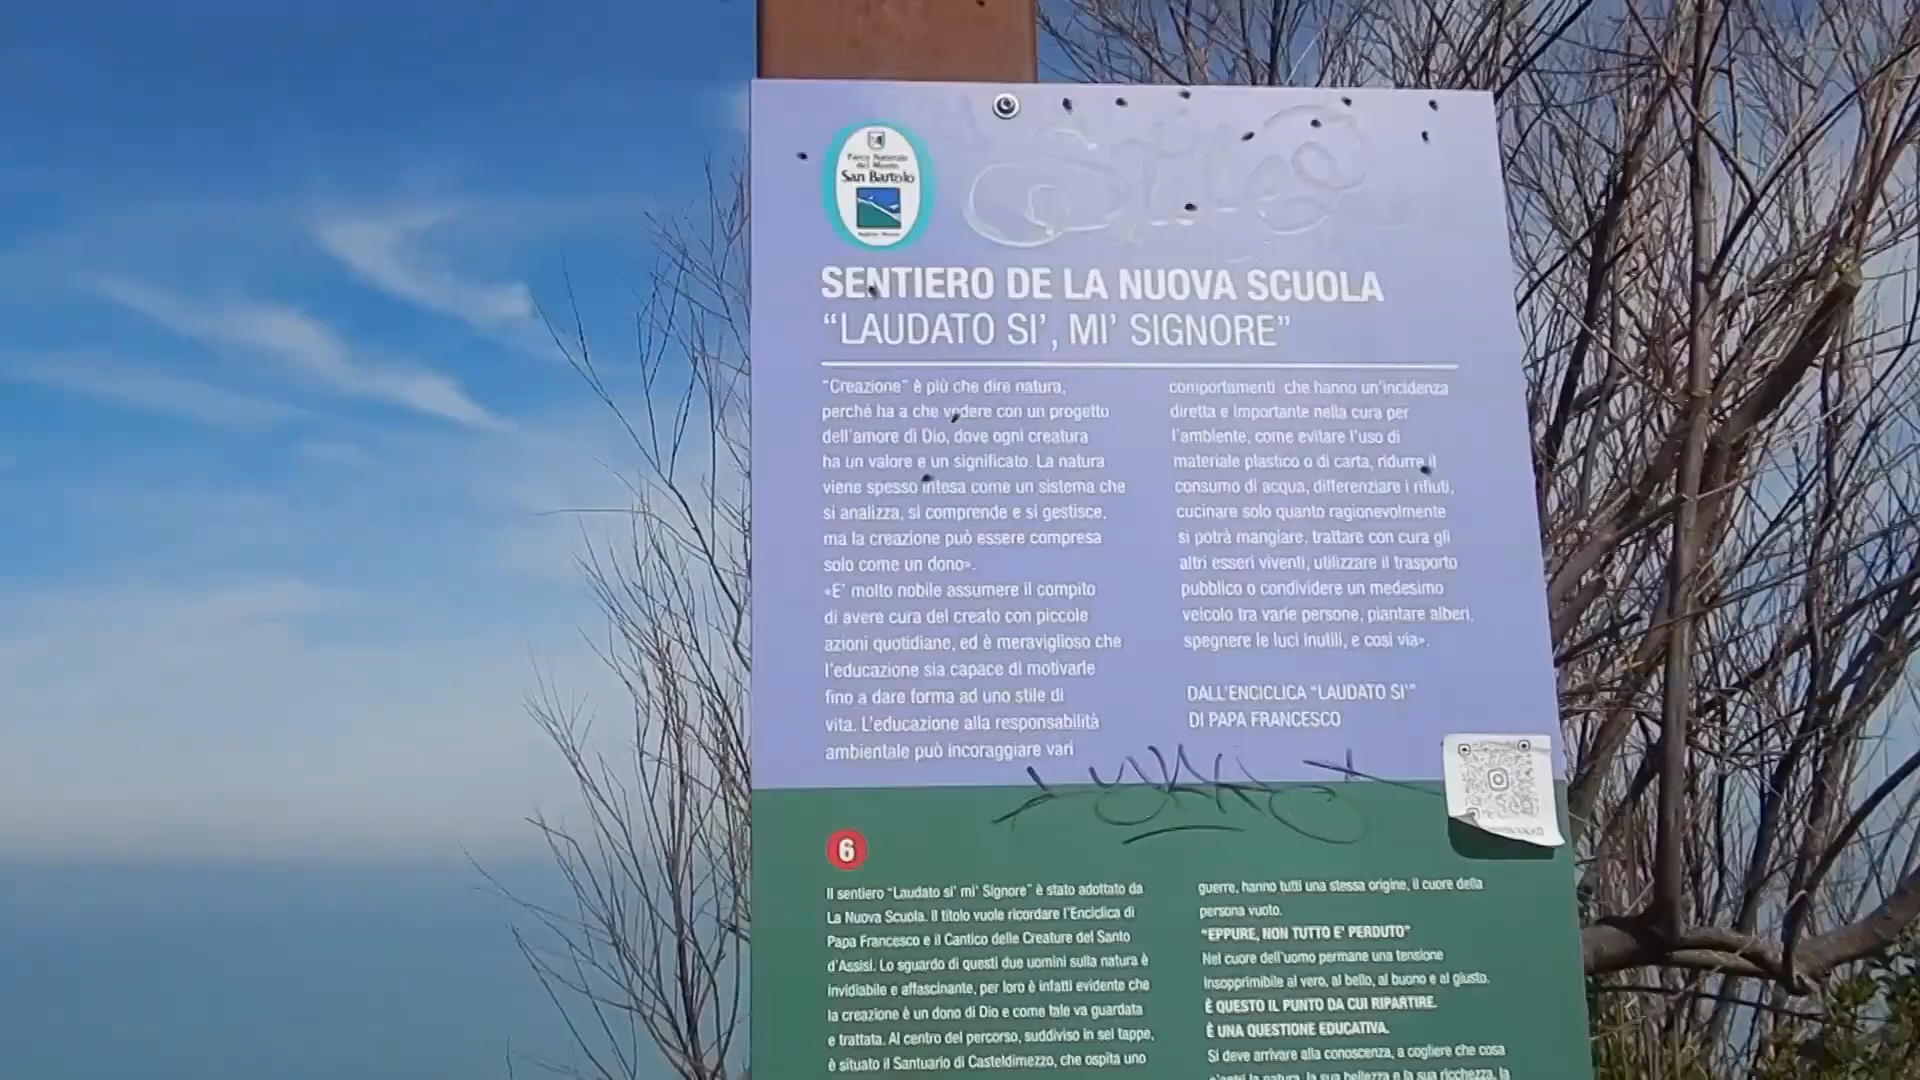 Parco Naturale
del Monte
San Bartolo
SENTIERO DE LA NUOVA SCUOLA
“LAUDATO SI’, MI’ SIGNORE”
“Creazione” è più che dire natura,
perché ha a che vedere con un progetto
dell’amore di Dio, dove ogni creatura
ha un valore e un significato. La natura
viene spesso intesa come un sistema che
si analizza, si comprende e si gestisce,
ma la creazione può essere compresa
solo come un dono».
«E’ molto nobile assumere il compito
di avere cura del creato con piccole
azioni quotidiane, ed è meraviglioso che
l’educazione sia capace di motivarle
fino a dare forma ad uno stile di
vita. L’educazione alla responsabilità
ambientale può incoraggiare vari
comportamenti che hanno un’incidenza
diretta e importante nella cura per
l’ambiente, come evitare l’uso di
materiale plastico o di carta, ridurre il
consumo di acqua, differenziare i rifiuti,
cucinare solo quanto ragionevolmente
si potrà mangiare, trattare con cura gli
altri esseri viventi, utilizzare il trasporto
pubblico o condividere un medesimo
veicolo tra varie persone, piantare alberi,
spegnere le luci inutili, e così via».
DALL’ENCICLICA “LAUDATO SI’”
DI PAPA FRANCESCO
6
Il sentiero “Laudato si’ mi’ Signore” è stato adottato da
La Nuova Scuola. Il titolo vuole ricordare l’Enciclica di
Papa Francesco e il Cantico delle Creature del Santo
d’Assisi. Lo sguardo di questi due uomini sulla natura è
invidiabile e affascinante, per loro è infatti evidente che
la creazione è un dono di Dio e come tale va guardata
e trattata. Al centro del percorso, suddiviso in sei tappe,
è situato il Santuario di Casteldimezzo, che ospita uno
guerre, hanno tutti una stessa origine, il cuore della
persona vuoto.
“EPPURE, NON TUTTO E’ PERDUTO”
Nel cuore dell’uomo permane una tensione
insopprimibile al vero, al bello, al buono e al giusto.
È QUESTO IL PUNTO DA CUI RIPARTIRE.
È UNA QUESTIONE EDUCATIVA.
Si deve arrivare alla conoscenza, a cogliere che cosa
c’entri la natura, la sua bellezza e la sua ricchezza, la